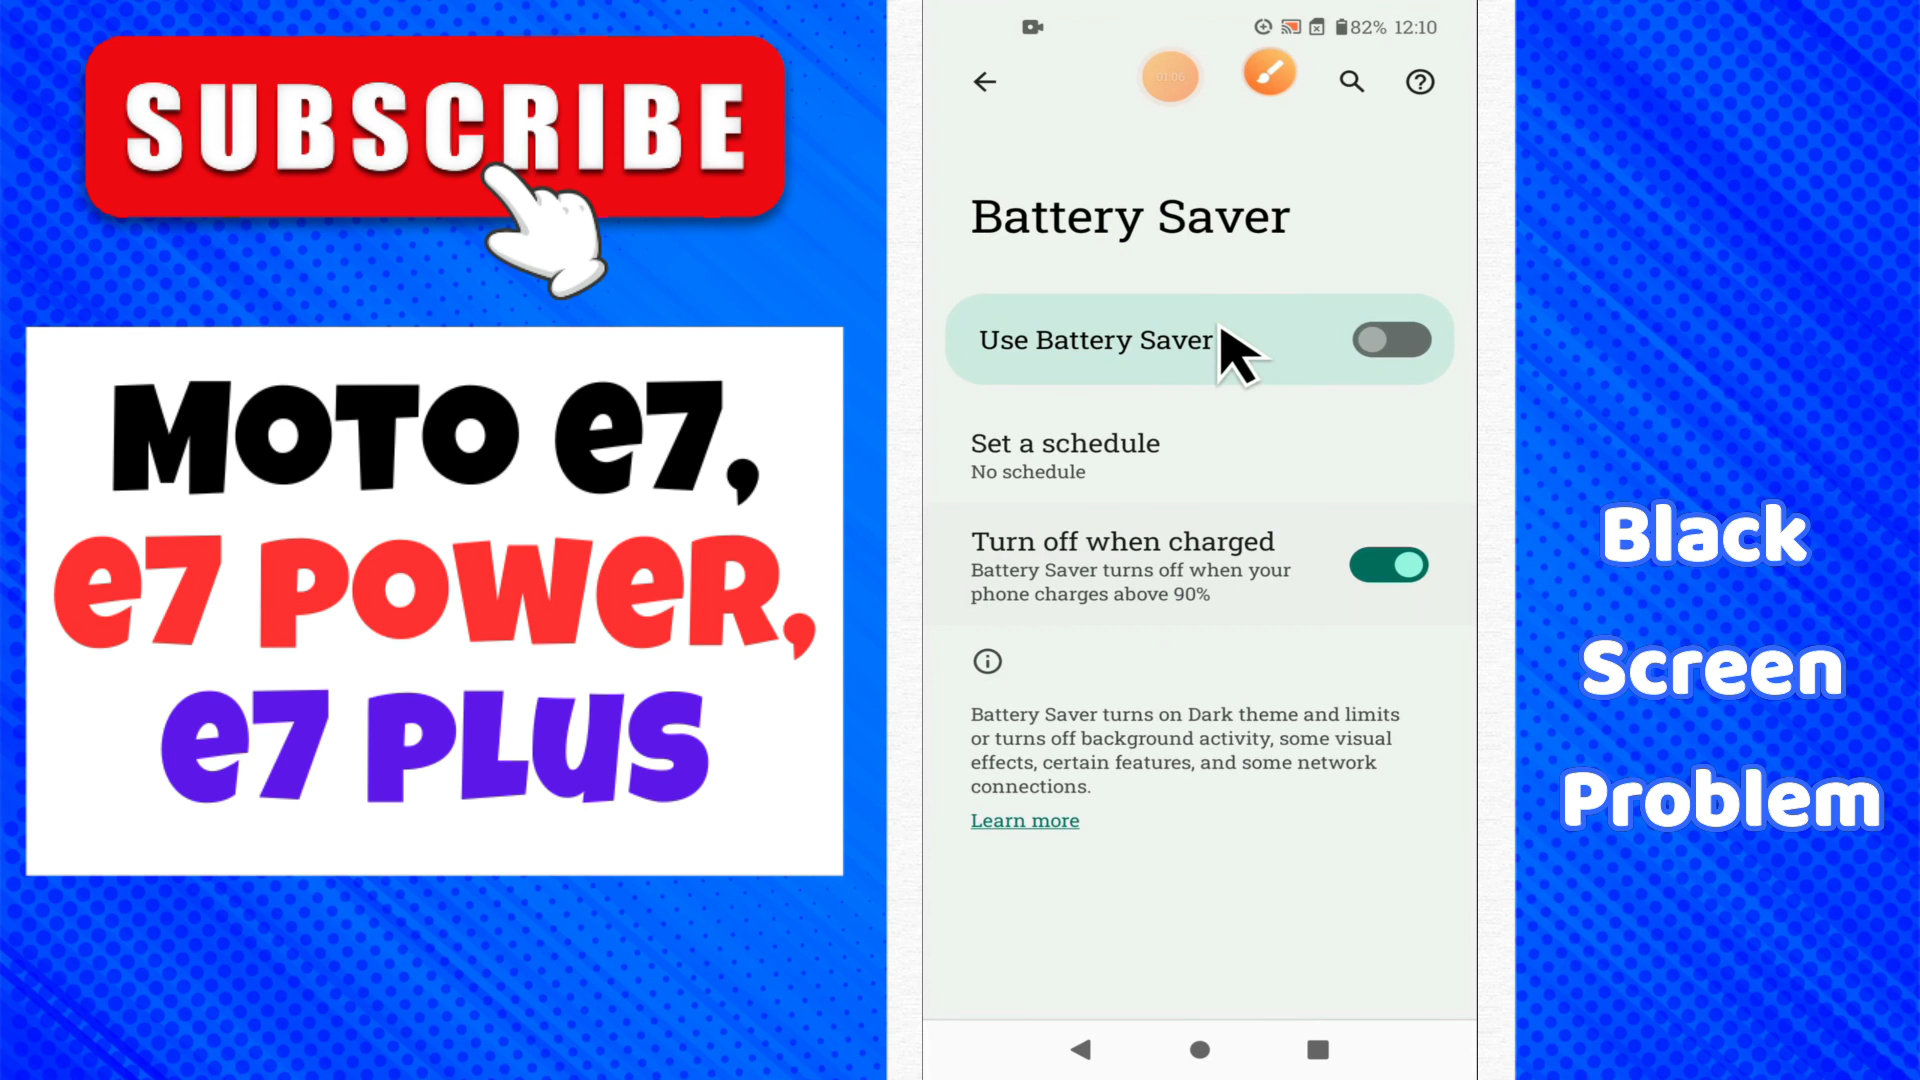 SUBSCRIBE
Moto e7,
e7 Power,
e7 Plus
82% 12:10
01:06
Battery Saver
Use Battery Saver
Set a schedule
No schedule
Turn off when charged
Battery Saver turns off when your
phone charges above 90%
Battery Saver turns on Dark theme and limits
or turns off background activity, some visual
effects, certain features, and some network
connections.
Learn more
Black
Screen
Problem